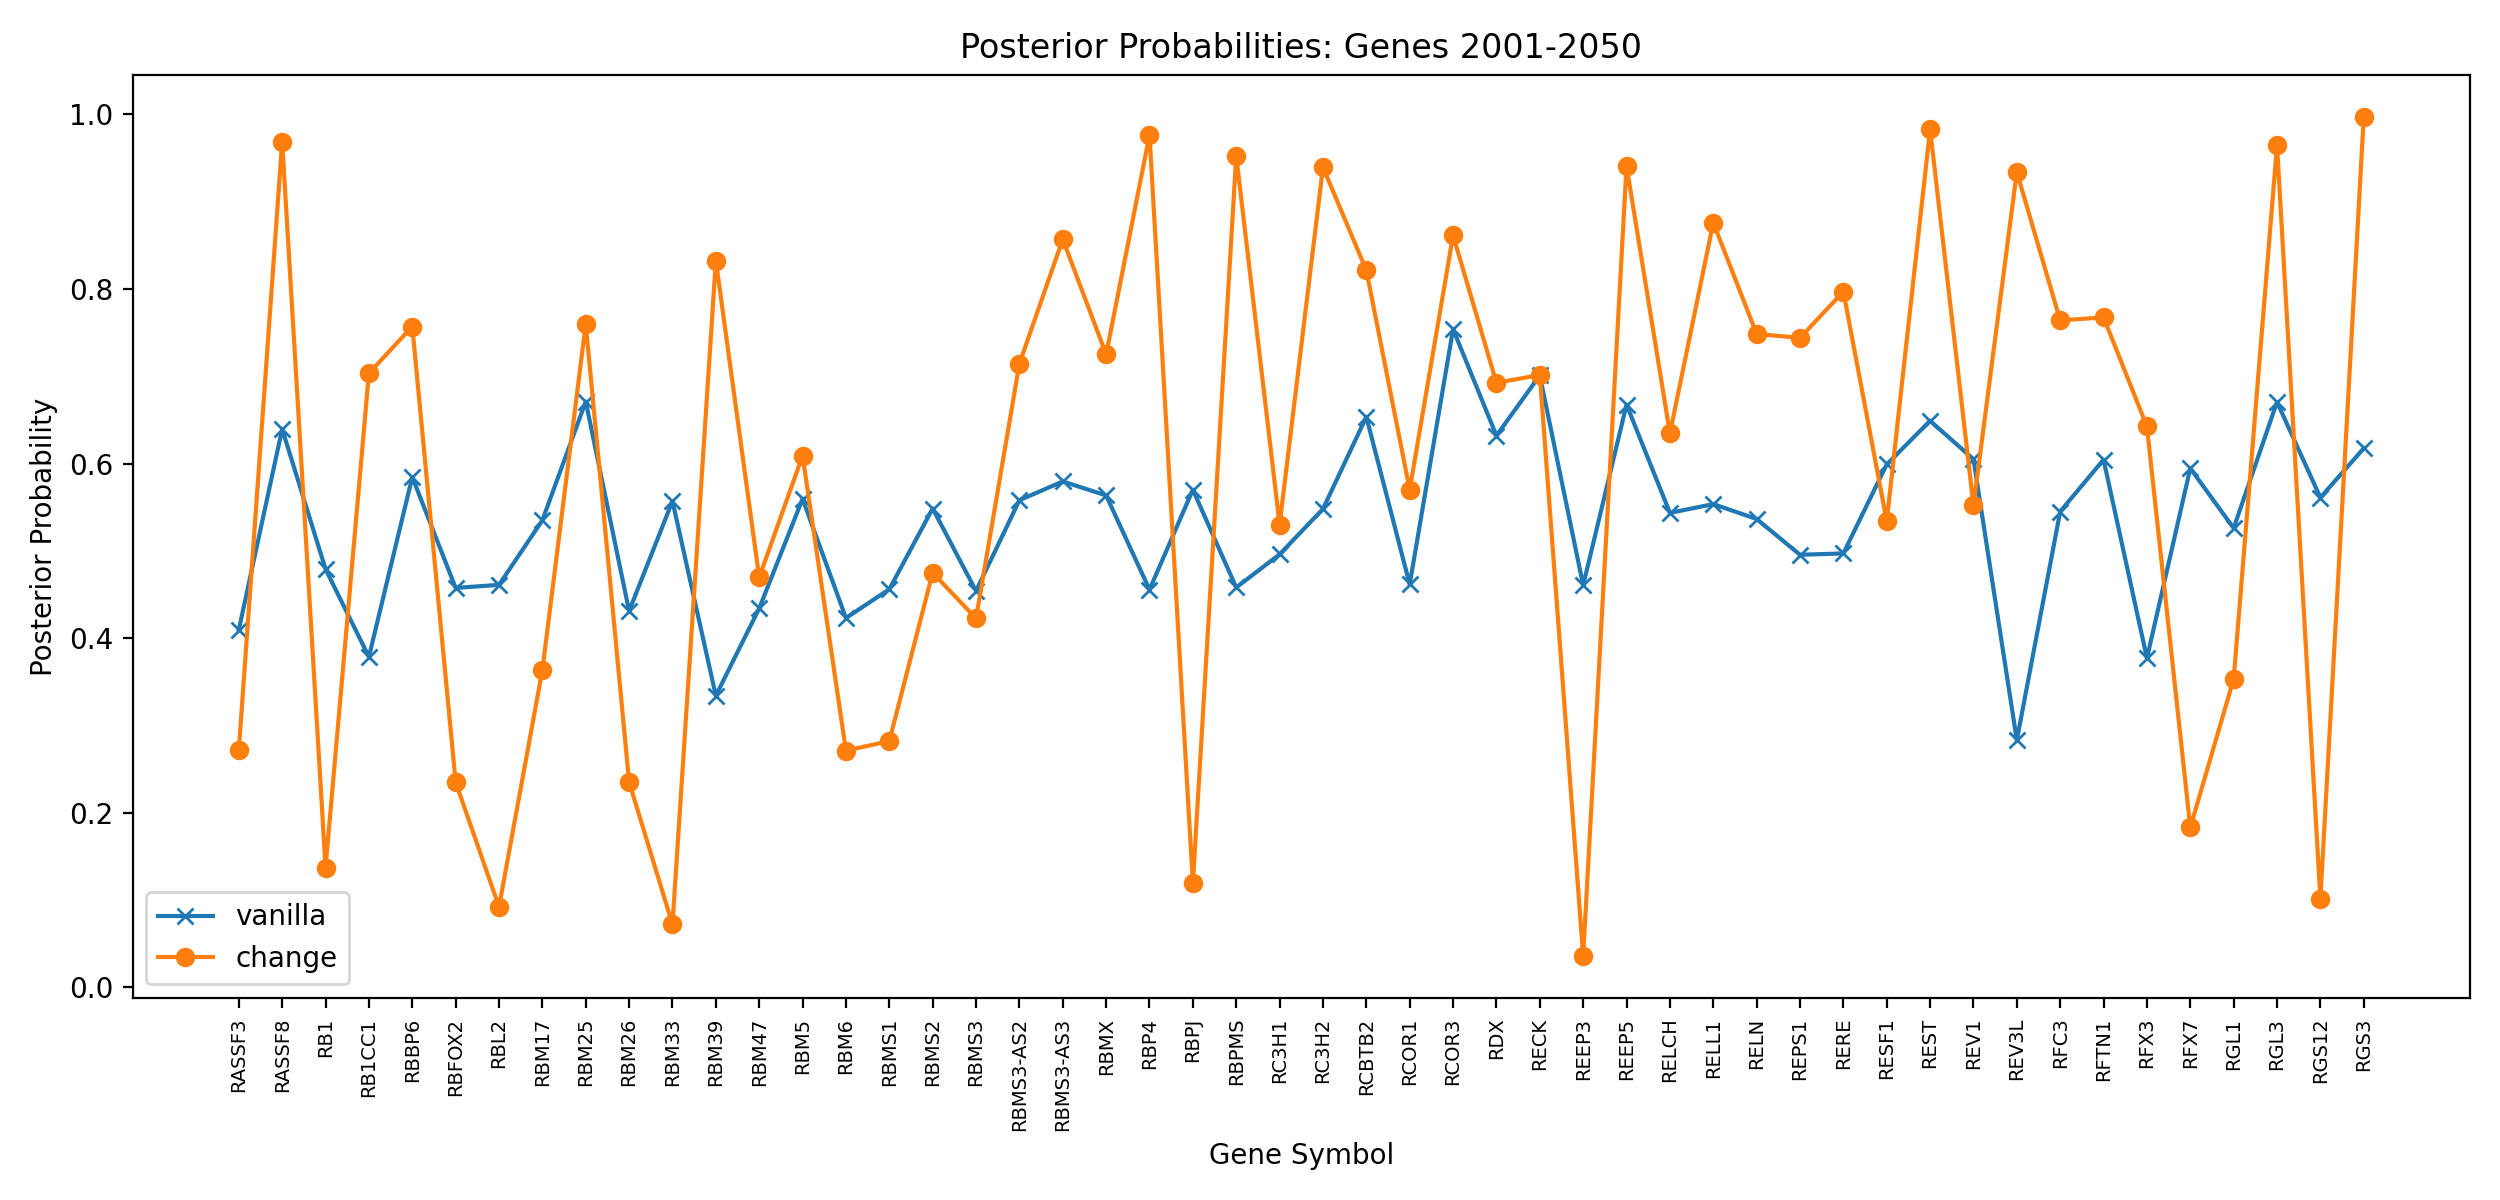 Posterior Probabilities: Genes 2001-2050
Posterior Probability
1.0
0.8
0.6
0.4
0.2
0.0
vanilla
change
RASSF3
RASSF8
RB1
RB1CC1
RBBP6
RBFOX2
RBL2
RBM17
RBM25
RBM26
RBM33
RBM39
RBM47
RBM5
RBM6
RBMS1
RBMS2
RBMS3
RBMS3-AS2
RBMS3-AS3
RBMX
RBP4
RBPJ
RBPMS
RC3H1
RC3H2
RCBTB2
RCOR1
RCOR3
RDX
RECK
REEP3
REEP5
RELCH
RELL1
RELN
REPS1
RERE
RESF1
REST
REV1
REV3L
RFC3
RFTN1
RFX3
RFX7
RGL1
RGL3
RGS12
RGS3
Gene Symbol